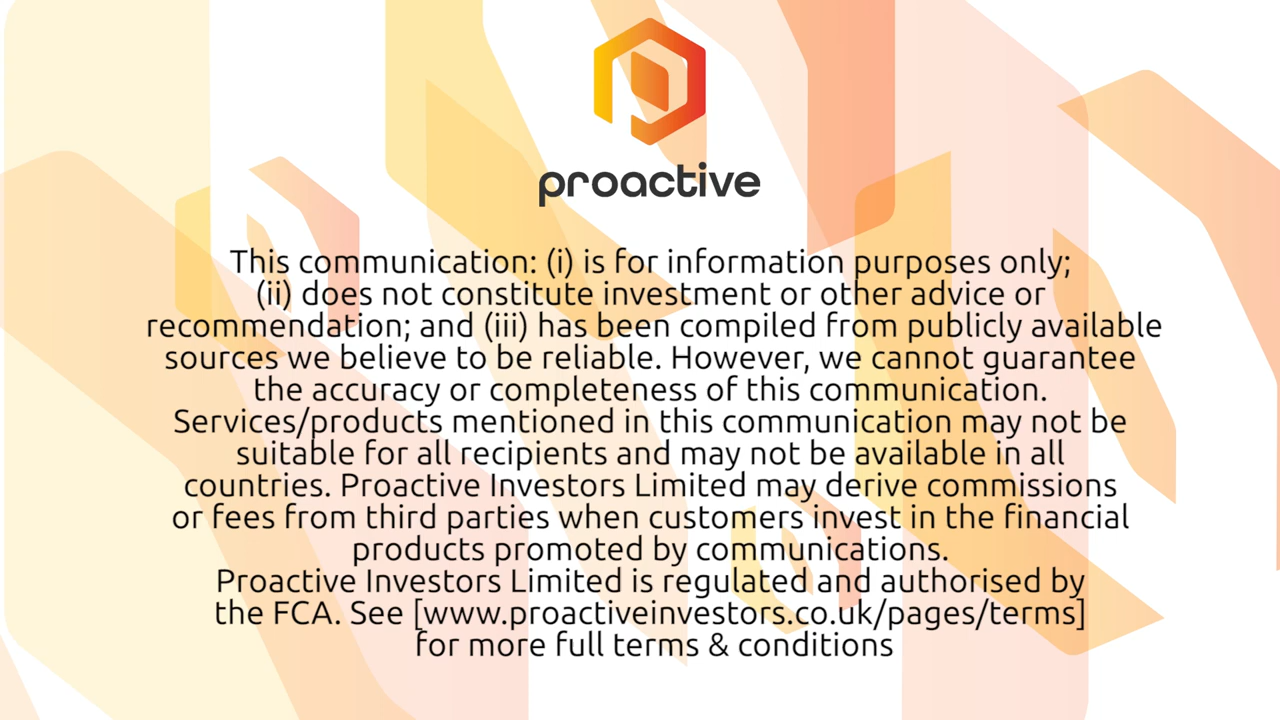 proactive
This communication: (i) is for information purposes only;
(ii) does not constitute investment or other advice or
recommendation; and (iii) has been compiled from publicly available
sources we believe to be reliable. However, we cannot guarantee
the accuracy or completeness of this communication.
Services/products mentioned in this communication may not be
suitable for all recipients and may not be available in all
countries. Proactive Investors Limited may derive commissions
or fees from third parties when customers invest in the financial
products promoted by communications.
Proactive Investors Limited is regulated and authorised by
the FCA. See [www.proactiveinvestors.co.uk/pages/terms]
for more full terms & conditions